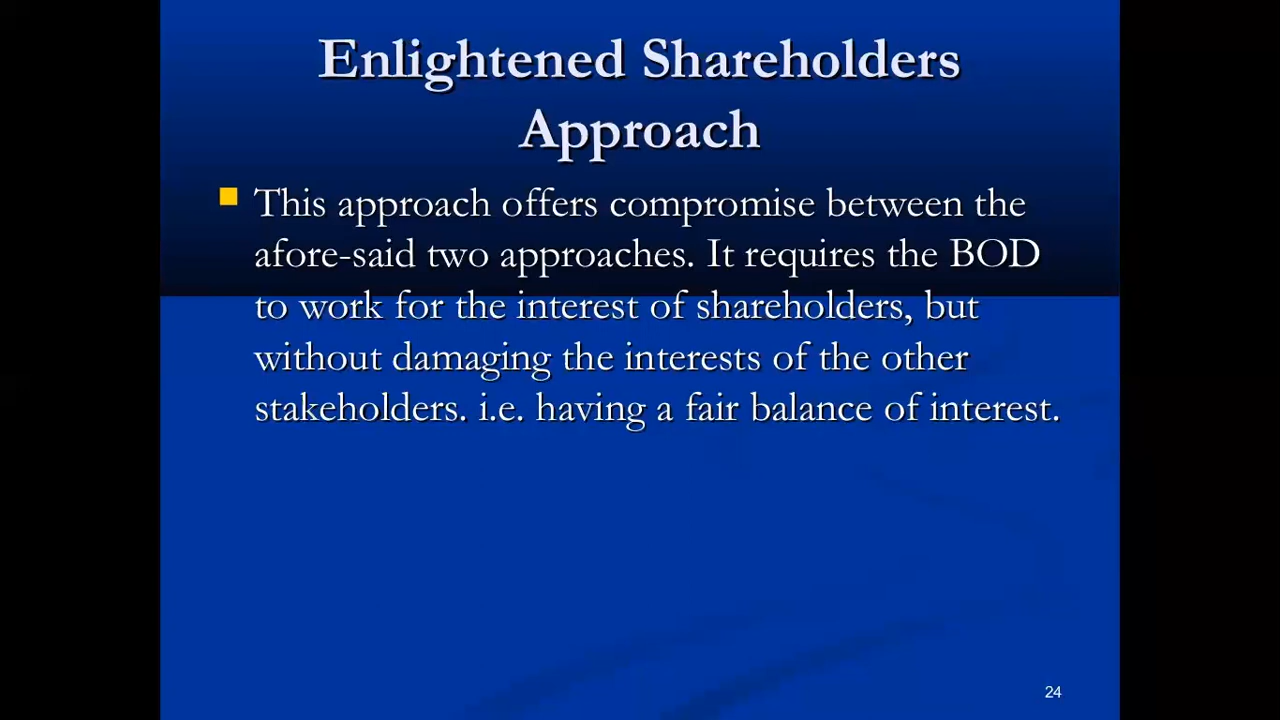 Enlightened Shareholders
Approach
This approach offers compromise between the
afore-said two approaches. It requires the BOD
to work for the interest of shareholders, but
without damaging the interests of the other
stakeholders. i.e. having a fair balance of interest.
24